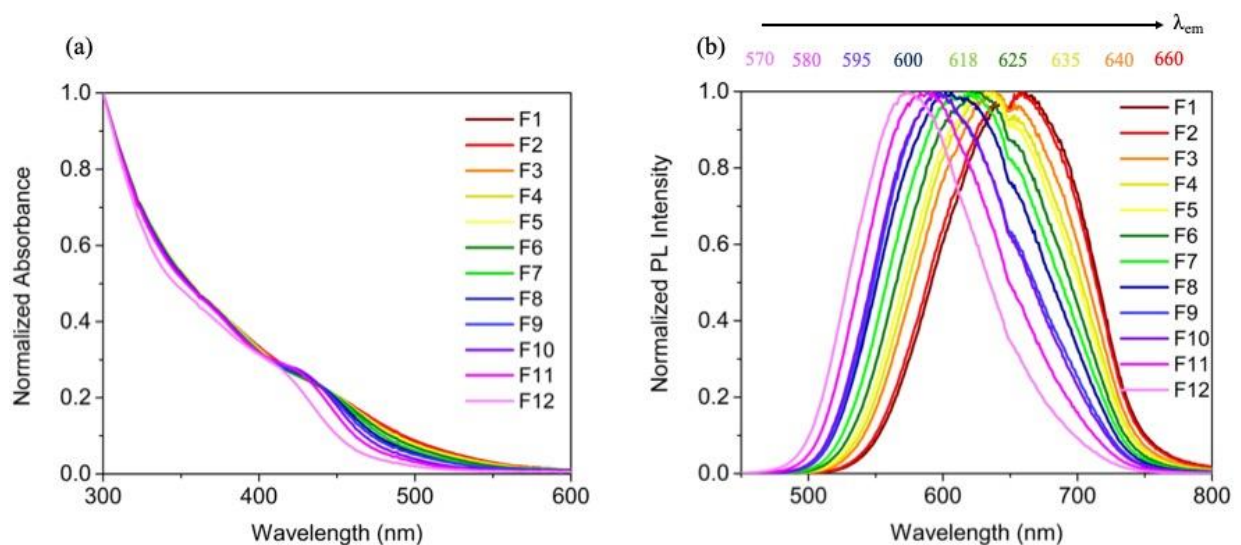 (a)
Normalized Absorbance
1.0
0.8
0.6
0.4
0.2
0.0
300
400
500
600
Wavelength (nm)
F1
F2
F3
F4
F5
F6
F7
F8
F9
F10
F11
F12
(b)
λem
570 580 595 600 618 625 635 640 660
Normalized PL Intensity
1.0
0.8
0.6
0.4
0.2
0.0
500
600
700
800
Wavelength (nm)
F1
F2
F3
F4
F5
F6
F7
F8
F9
F10
F11
F12